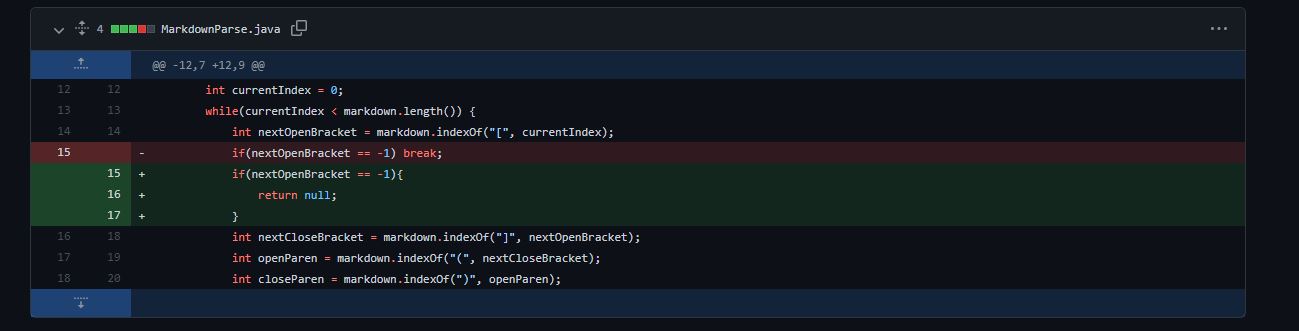 4 MarkdownParse.java ...
@@ -12,7 +12,9 @@
12 12 int currentIndex = 0;
13 13 while(currentIndex < markdown.length()) {
14 14 int nextOpenBracket = markdown.indexOf("[", currentIndex);
15 - if(nextOpenBracket == -1) break;
15 + if(nextOpenBracket == -1){
16 + return null;
17 + }
16 18 int nextCloseBracket = markdown.indexOf("]", nextOpenBracket);
17 19 int openParen = markdown.indexOf("(", nextCloseBracket);
18 20 int closeParen = markdown.indexOf(")", openParen);